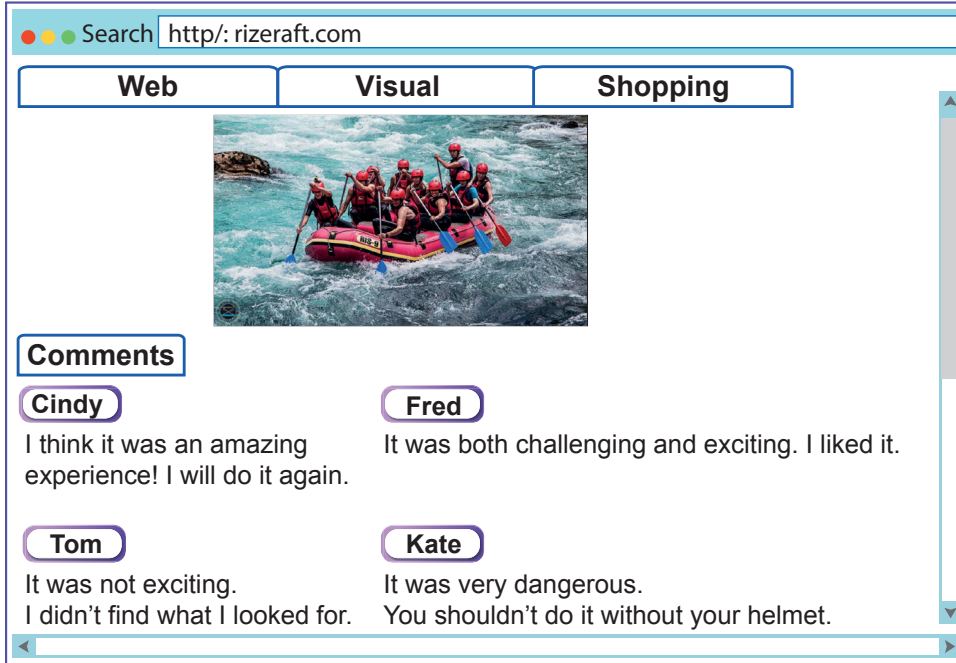 Search http/: rizeraft.com
Web Visual Shopping
RIS-9
Comments
Cindy
I think it was an amazing
experience! I will do it again.
Fred
It was both challenging and exciting. I liked it.
Tom
It was not exciting.
I didn’t find what I looked for.
Kate
It was very dangerous.
You shouldn’t do it without your helmet.